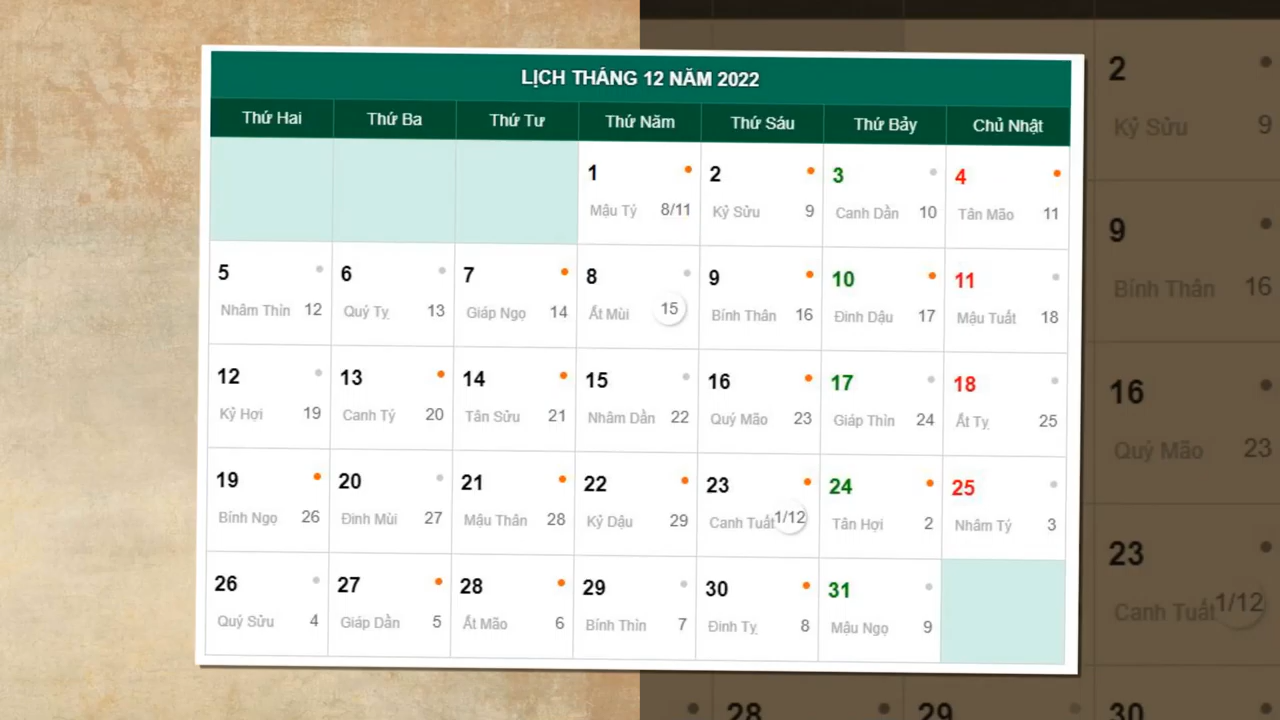 LỊCH THÁNG 12 NĂM 2022
Thứ Hai Thứ Ba Thứ Tư Thứ Năm Thứ Sáu Thứ Bảy Chủ Nhật
1 2 3 4
Mậu Tý 8/11 Kỷ Sửu 9 Canh Dần 10 Tân Mão 11
5 6 7 8 9 10 11
Nhâm Thìn 12 Quý Tỵ 13 Giáp Ngọ 14 Ất Mùi 15 Bính Thân 16 Đinh Dậu 17 Mậu Tuất 18
12 13 14 15 16 17 18
Kỷ Hợi 19 Canh Tý 20 Tân Sửu 21 Nhâm Dần 22 Quý Mão 23 Giáp Thìn 24 Ất Tỵ 25
19 20 21 22 23 24 25
Bính Ngọ 26 Đinh Mùi 27 Mậu Thân 28 Kỷ Dậu 29 Canh Tuất 1/12 Tân Hợi 2 Nhâm Tý 3
26 27 28 29 30 31
Quý Sửu 4 Giáp Dần 5 Ất Mão 6 Bính Thìn 7 Đinh Tỵ 8 Mậu Ngọ 9
2
Kỷ Sửu 9
9
Bính Thân 16
16
Quý Mão 23
23
Canh Tuất 1/12
28 29 30